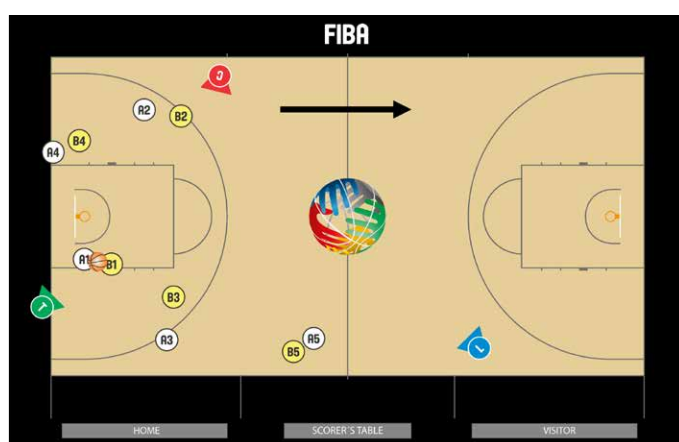 FIBA
C
A2
B2
B4
A4
A1
B1
T
B3
A3
A5
B5
L
HOME
SCORER´S TABLE
VISITOR